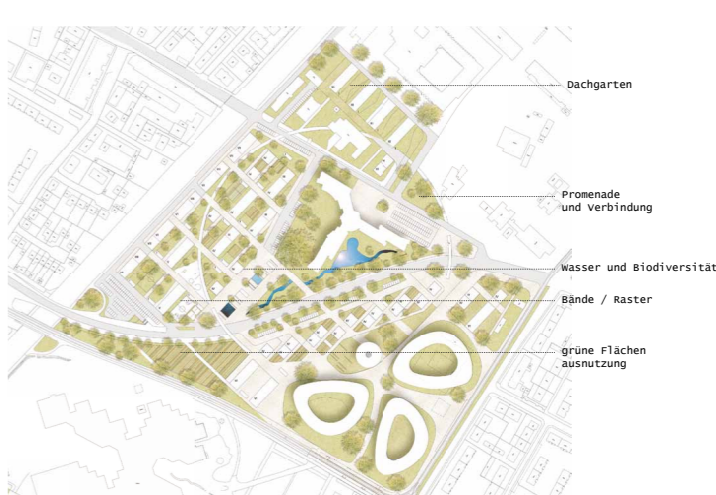 Dachgarten
Promenade
und Verbindung
Wasser und Biodiversität
Bände / Raster
grüne Flächen
ausnutzung